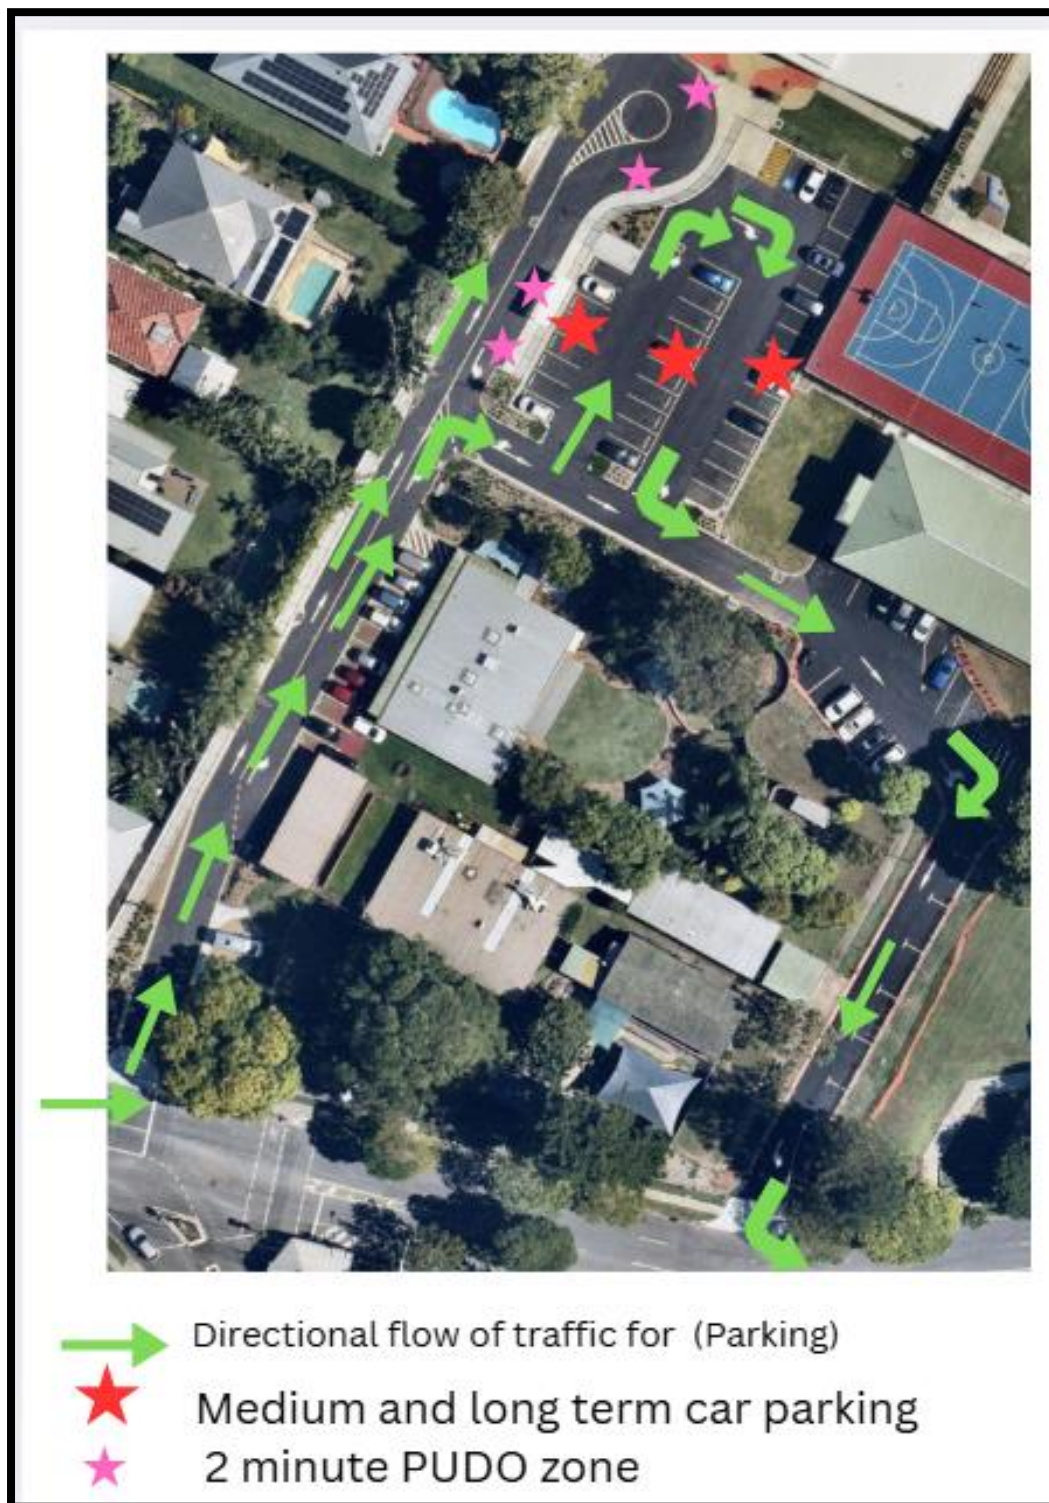 Directional flow of traffic for (Parking)
Medium and long term car parking
2 minute PUDO zone